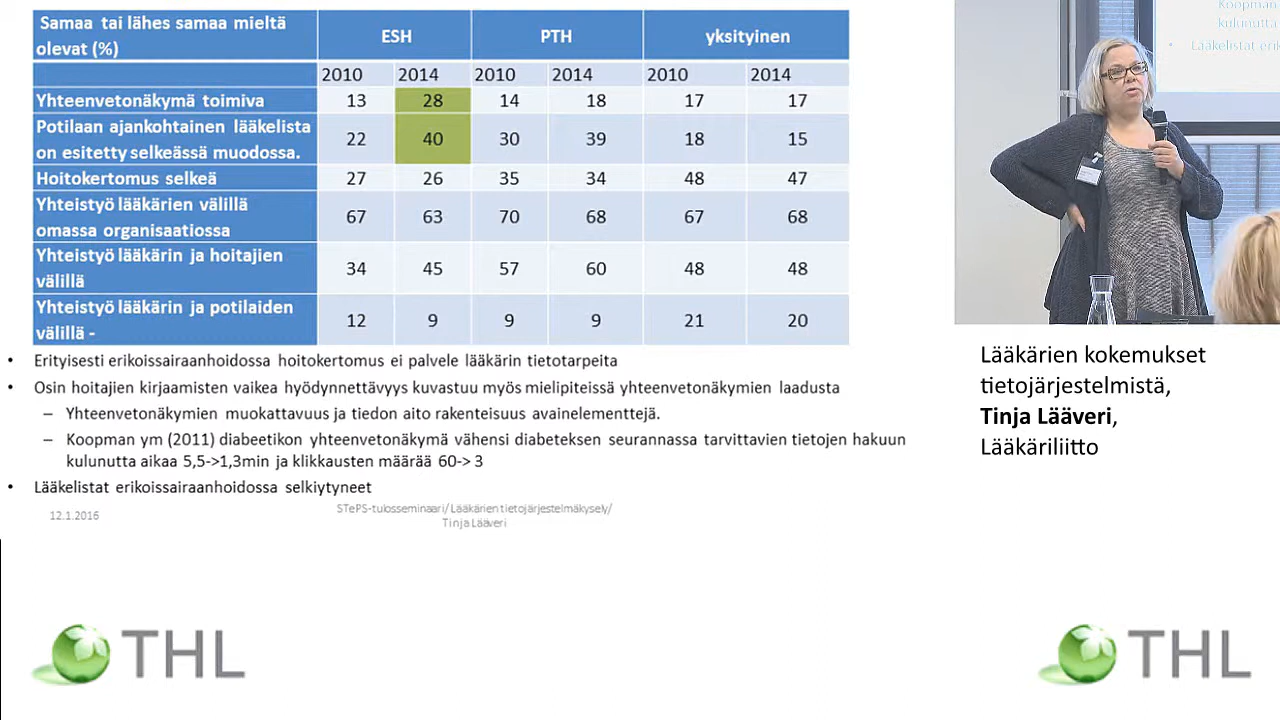 Samaa tai lähes samaa mieltä
olevat (%)
ESH PTH yksityinen
2010 2014 2010 2014 2010 2014
Yhteenvetonäkymä toimiva 13 28 14 18 17 17
Potilaan ajankohtainen lääkelista
on esitetty selkeässä muodossa. 22 40 30 39 18 15
Hoitokertomus selkeä 27 26 35 34 48 47
Yhteistyö lääkärien välillä
omassa organisaatiossa 67 63 70 68 67 68
Yhteistyö lääkärin ja hoitajien
välillä 34 45 57 60 48 48
Yhteistyö lääkärin ja potilaiden
välillä - 12 9 9 9 21 20
• Erityisesti erikoissairaanhoidossa hoitokertomus ei palvele lääkärin tietotarpeita
• Osin hoitajien kirjaamisten vaikea hyödynnettävyys kuvastuu myös mielipiteissä yhteenvetonäkymien laadusta
– Yhteenvetonäkymien muokattavuus ja tiedon aito rakenteisuus avainelementtejä.
– Koopman ym (2011) diabeetikon yhteenvetonäkymä vähensi diabeteksen seurannassa tarvittavien tietojen hakuun
kulunutta aikaa 5,5->1,3min ja klikkausten määrää 60-> 3
• Lääkelistat erikoissairaanhoidossa selkiytyneet
12.1.2016
STePS-tulosseminaari/ Lääkärien tietojärjestelmäkysely/
Tinja Lääveri
Koopman
kulunutta
• Lääkelistat erik
Lääkärien kokemukset
tietojärjestelmistä,
Tinja Lääveri,
Lääkäriliitto
THL
THL